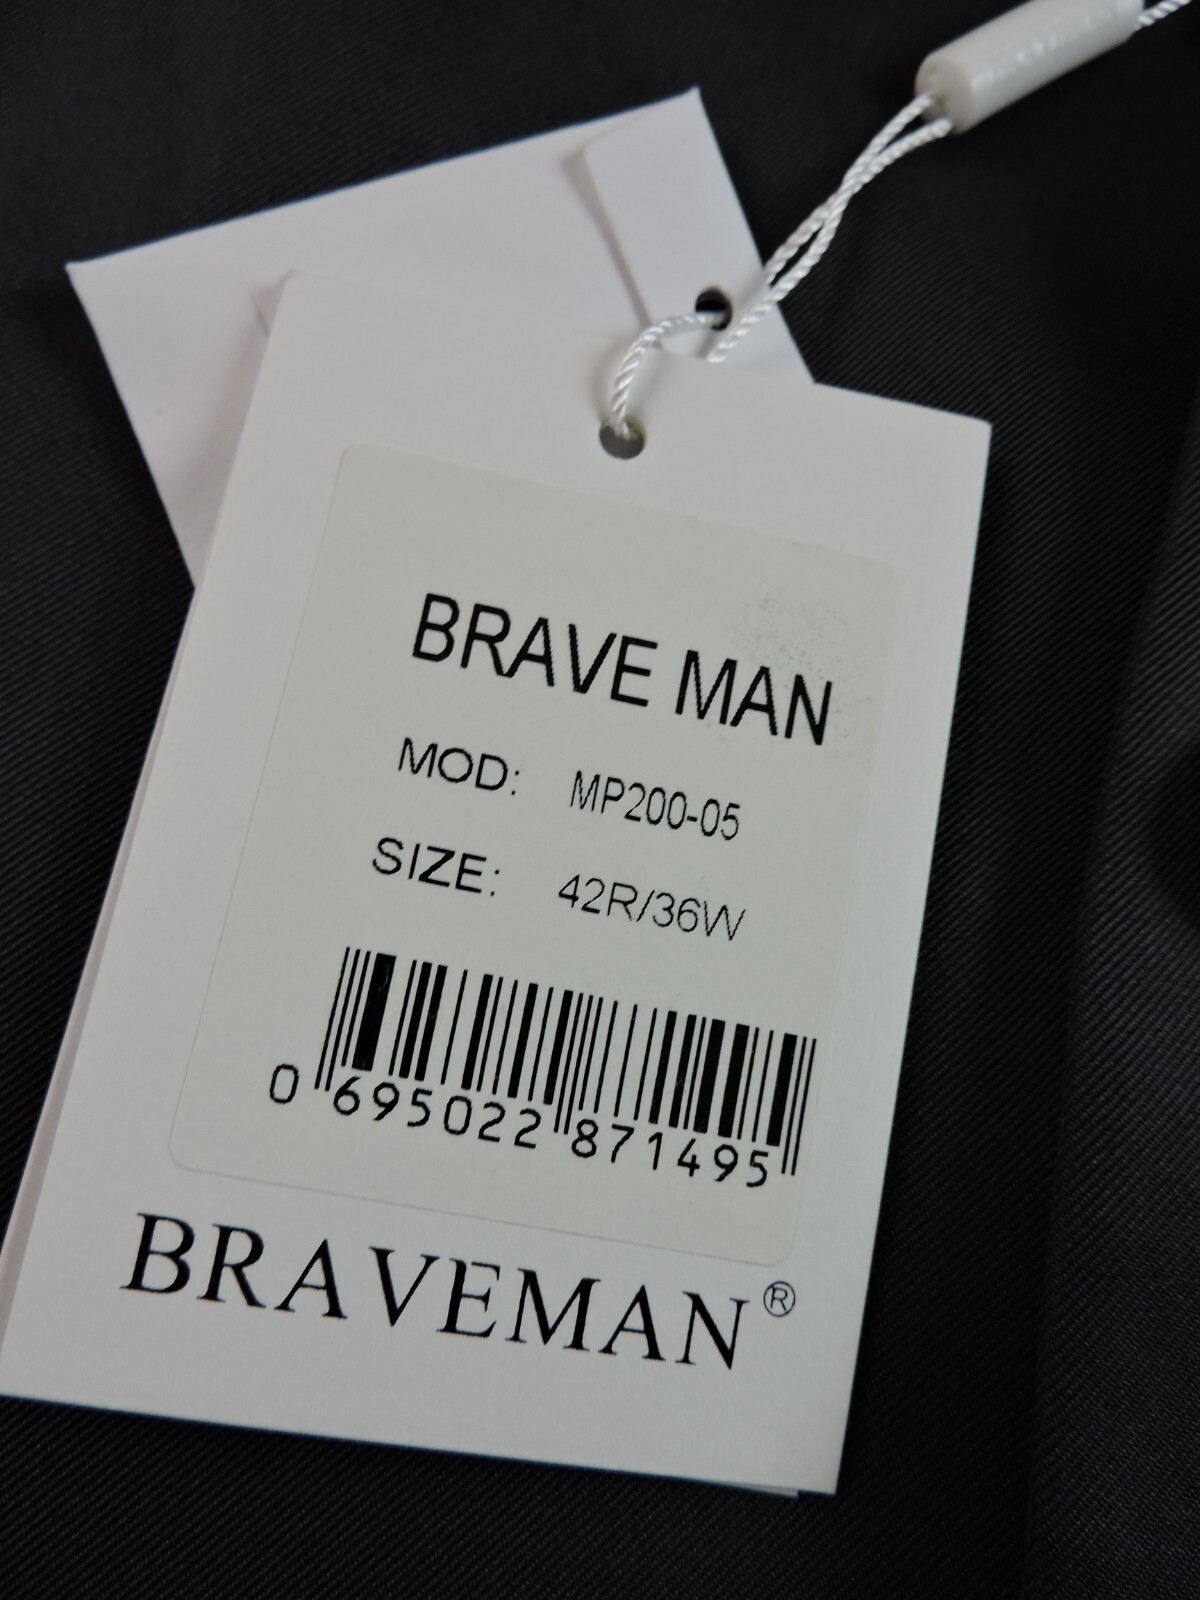 BRAVE MAN
MOD: MP200-05
SIZE: 42R/36W
0 695022 871495
BRAVEMAN®